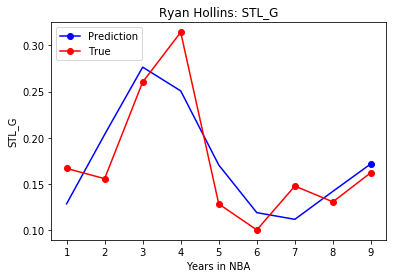 Ryan Hollins: STL_G
Prediction
True
STL_G
0.30
0.25
0.20
0.15
0.10
1 2 3 4 5 6 7 8 9
Years in NBA